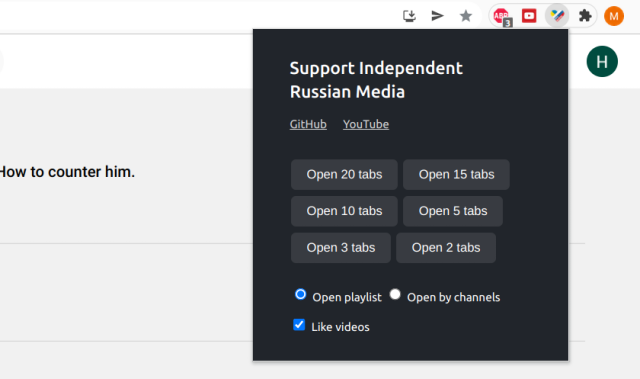 ABP
3
M
H
How to counter him.
Support Independent
Russian Media
GitHub YouTube
Open 20 tabs Open 15 tabs
Open 10 tabs Open 5 tabs
Open 3 tabs Open 2 tabs
Open playlist Open by channels
Like videos